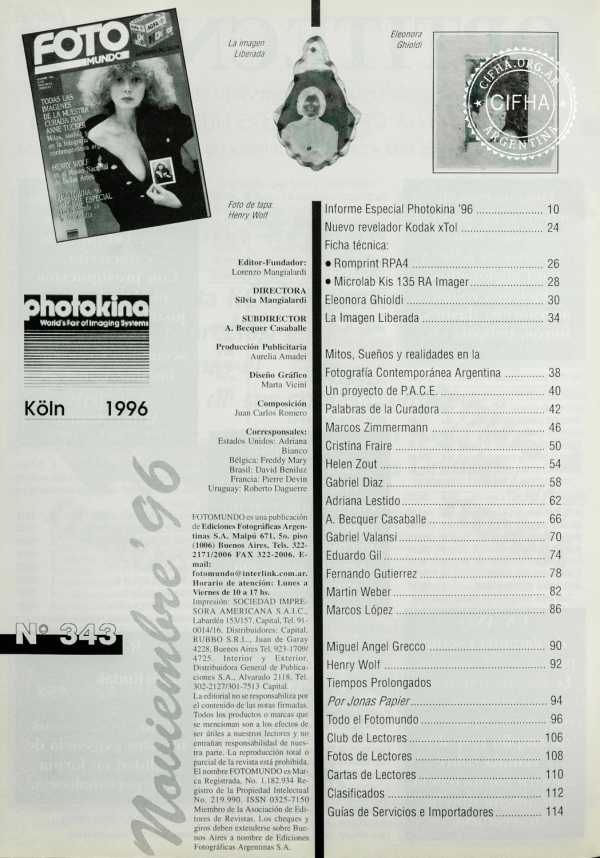 FOTO
MUNDO
TODAS LAS
IMAGENES
DE LA MUESTRA
CURADA POR
ANNE TUCKER
HENRY WOLF
en el Museo Nacional
de Bellas Artes
La imagen
Liberada
Eleonora
Ghioldi
CIFHA.ORG.AR
CIFHA
ARGENTINA
Foto de tapa:
Henry Wolf
photokina
World's Fair of Imaging Systems
Köln 1996
Noviembre '96
Nº 343
Editor-Fundador:
Lorenzo Mangialardi
DIRECTORA
Silvia Mangialardi
SUBDIRECTOR
A. Becquer Casaballe
Producción Publicitaria
Aurelia Amadei
Diseño Gráfico
Marta Vicini
Composición
Juan Carlos Romero
Corresponsales:
Estados Unidos: Adriana
Bianco
Bélgica: Freddy Mary
Brasil: David Beniluz
Francia: Pierre Devin
Uruguay: Roberto Daguerre
FOTOMUNDO es una publicación
de Ediciones Fotográficas Argen-
tinas S.A. Maipú 671, 5o. piso
(1006) Buenos Aires, Tels. 322-
2171/2006 FAX 322-2006. E-
mail:
fotomundo@interlink.com.ar.
Horario de atención: Lunes a
Viernes de 10 a 17 hs.
Impresión: SOCIEDAD IMPRE-
SORA AMERICANA S.A.I.C.,
Labardén 153/157, Capital, Tel. 91-
0014/16. Distribuidores: Capital,
RUBBO S.R.L., Juan de Garay
4228, Buenos Aires Tel. 923-1709/
4725. Interior y Exterior,
Distribuidora General de Publica-
ciones S.A., Alvarado 2118, Tel.
302-2127/301-7513 Capital.
La editorial no se responsabiliza por
el contenido de las notas firmadas.
Todos los productos o marcas que
se mencionan son a los efectos de
ser útiles a nuestros lectores y no
entrañan responsabilidad de nues-
tra parte. La reproducción total o
parcial de la revista está prohibida.
El nombre FOTOMUNDO es Mar-
ca Registrada, No. 1.182.934 Re-
gistro de la Propiedad Intelectual
No. 219.990. ISSN 0325-7150
Miembro de la Asociación de Edi-
tores de Revistas. Los cheques y
giros deben extenderse sobre Bue-
nos Aires a nombre de Ediciones
Fotográficas Argentinas S.A.
Informe Especial Photokina '96 ..................... 10
Nuevo revelador Kodak xTol ......................... 24
Ficha técnica:
● Romprint RPA4 ......................................... 26
● Microlab Kis 135 RA Imager....................... 28
Eleonora Ghioldi ........................................... 30
La Imagen Liberada ...................................... 34
Mitos, Sueños y realidades en la
Fotografía Contemporánea Argentina ............ 38
Un proyecto de P.A.C.E. ................................ 40
Palabras de la Curadora................................ 42
Marcos Zimmermann .................................... 46
Cristina Fraire ................................................ 50
Helen Zout ..................................................... 54
Gabriel Diaz ................................................... 58
Adriana Lestido.............................................. 62
A. Becquer Casaballe .................................... 66
Gabriel Valansi ............................................... 70
Eduardo Gil .................................................... 74
Fernando Gutierrez ........................................ 78
Martin Weber ................................................. 82
Marcos López ................................................ 86
Miguel Angel Grecco ..................................... 90
Henry Wolf ..................................................... 92
Tiempos Prolongados
Por Jonas Papier........................................... 94
Todo el Fotomundo ........................................ 96
Club de Lectores.......................................... 106
Fotos de Lectores ........................................ 108
Cartas de Lectores ....................................... 110
Clasificados .................................................. 112
Guías de Servicios e Importadores.............. 114